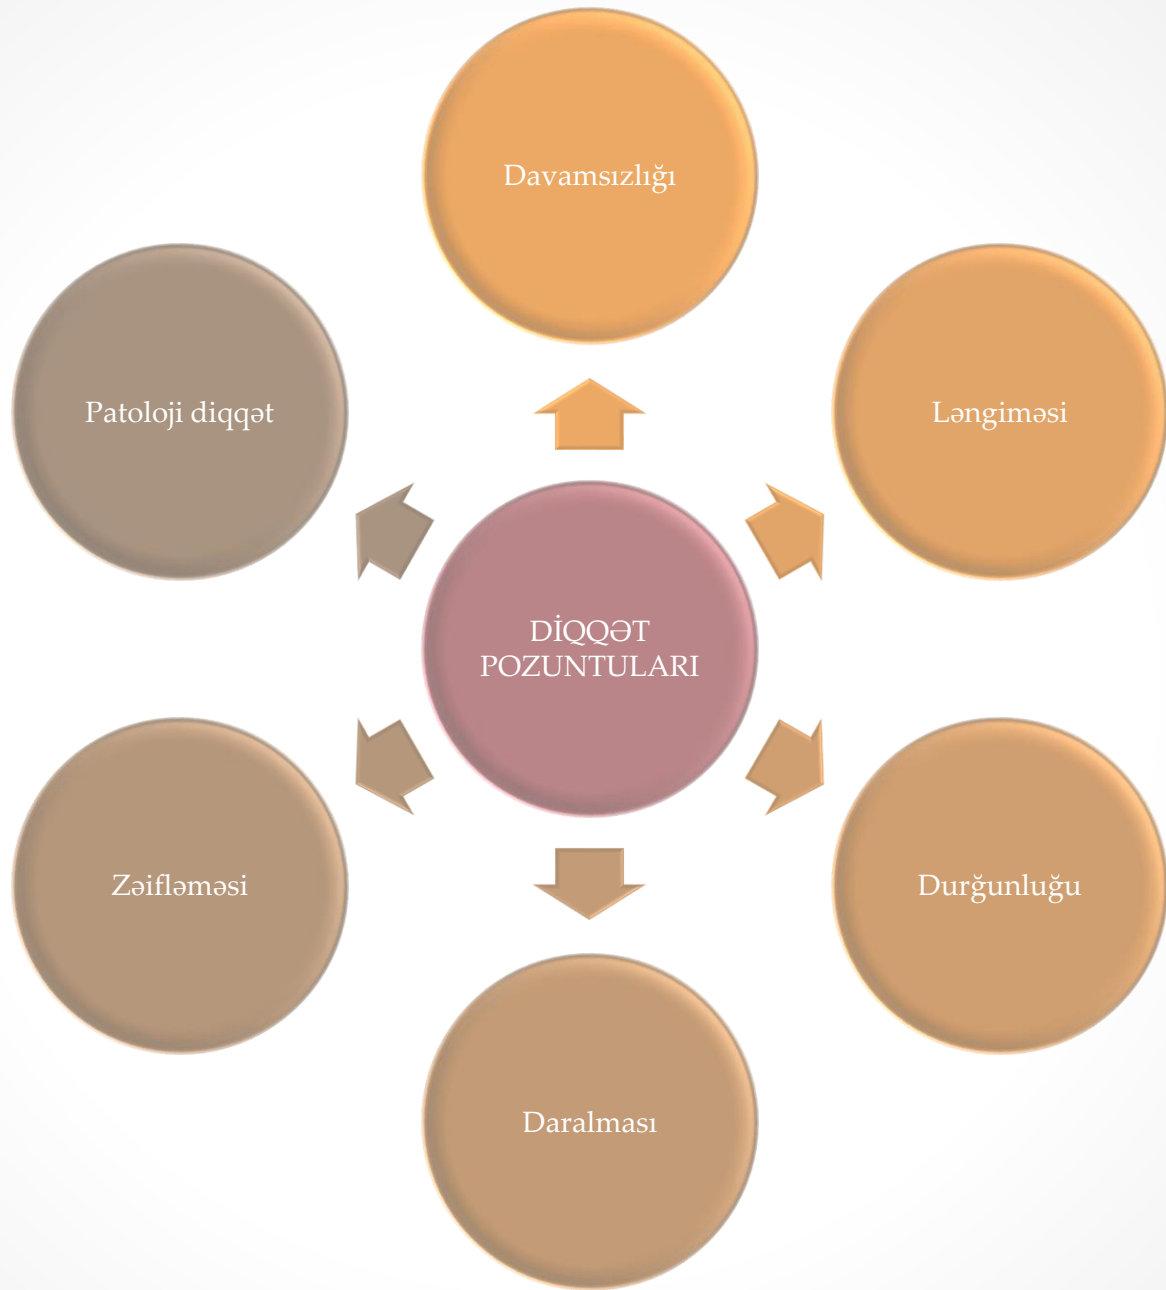 Davamsızlığı
Patoloji diqqət
Ləngiməsi
DİQQƏT
POZUNTULARI
Zəifləməsi
Durğunluğu
Daralması